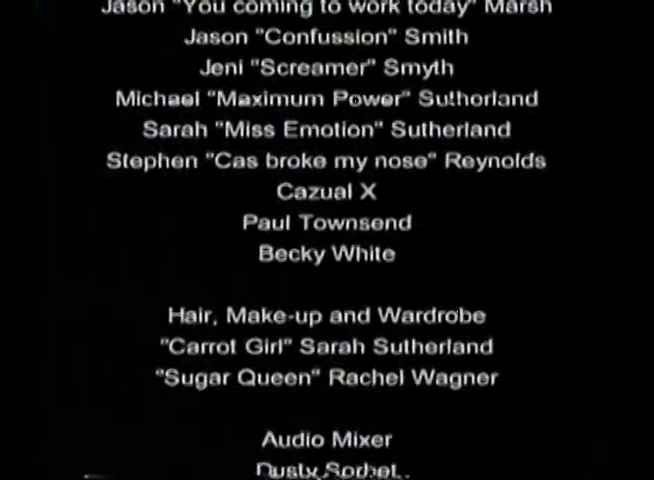 Jason "You coming to work today" Marsh
Jason "Confussion" Smith
Jeni "Screamer" Smyth
Michael "Maximum Power" Sutherland
Sarah "Miss Emotion" Sutherland
Stephen "Cas broke my nose" Reynolds
Cazual X
Paul Townsend
Becky White
Hair, Make-up and Wardrobe
"Carrot Girl" Sarah Sutherland
"Sugar Queen" Rachel Wagner
Audio Mixer
Dusty